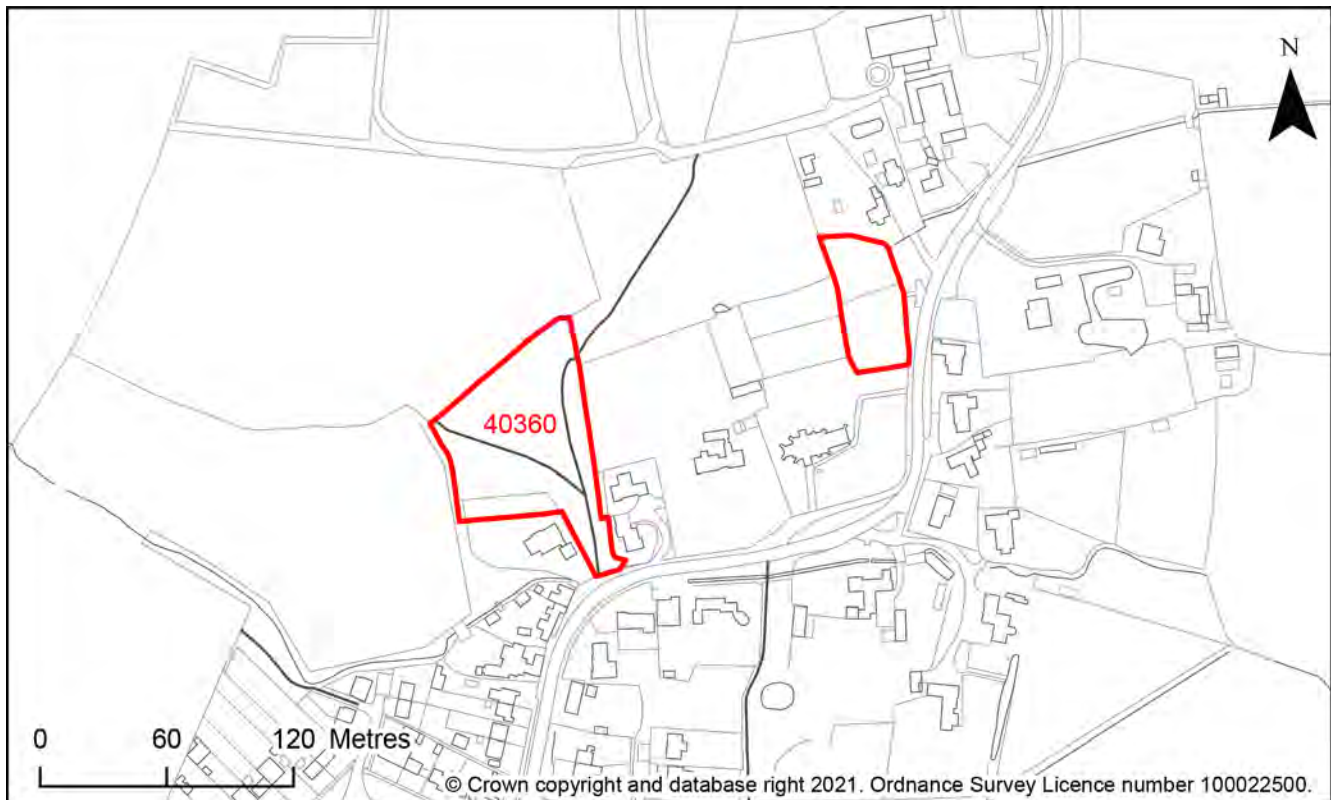 N
40360
0 60 120 Metres
© Crown copyright and database right 2021. Ordnance Survey Licence number 100022500.